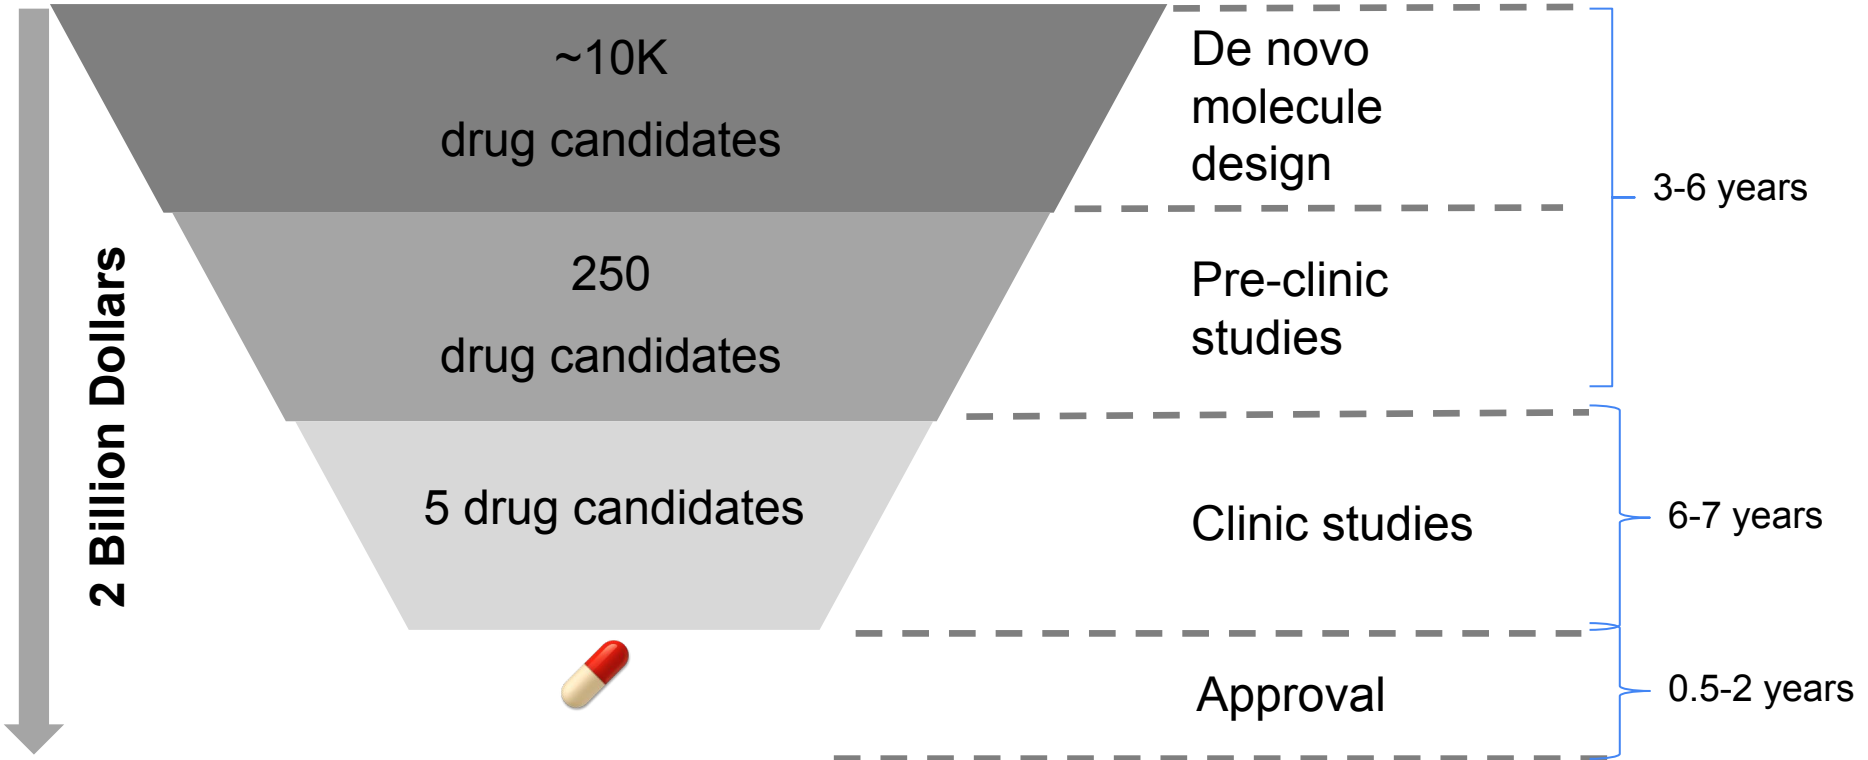 ~10K
drug candidates
De novo
molecule
design
3-6 years
250
drug candidates
Pre-clinic
studies
2 Billion Dollars
5 drug candidates
Clinic studies
6-7 years
Approval
0.5-2 years